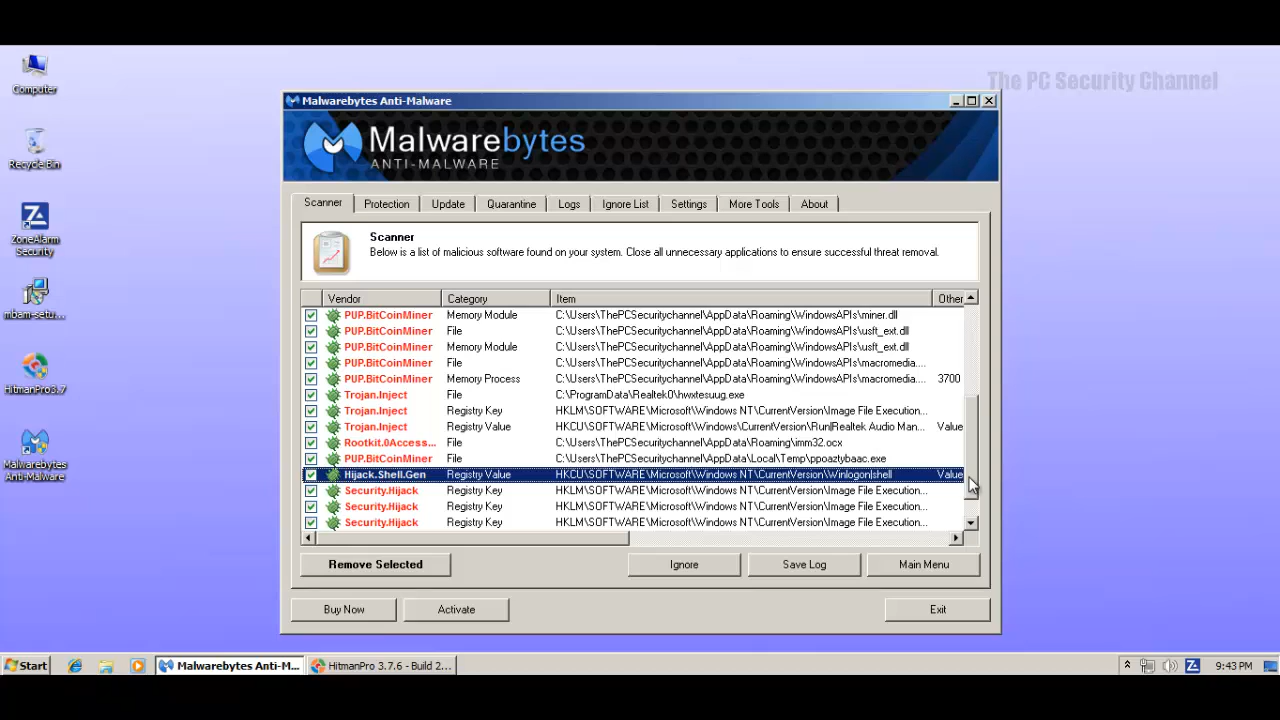 The PC Security Channel
Computer
Recycle Bin
ZoneAlarm
Security
mbam-setu...
HitmanPro3.7
Malwarebytes
Anti-Malware
Malwarebytes Anti-Malware
Malwarebytes
ANTI-MALWARE
Scanner Protection Update Quarantine Logs Ignore List Settings More Tools About
Scanner
Below is a list of malicious software found on your system. Close all unnecessary applications to ensure successful threat removal.
Vendor Category Item Other
PUP.BitCoinMiner Memory Module C:\Users\ThePCSecuritychannel\AppData\Roaming\WindowsAPIs\miner.dll
PUP.BitCoinMiner File C:\Users\ThePCSecuritychannel\AppData\Roaming\WindowsAPIs\usft_ext.dll
PUP.BitCoinMiner Memory Module C:\Users\ThePCSecuritychannel\AppData\Roaming\WindowsAPIs\usft_ext.dll
PUP.BitCoinMiner File C:\Users\ThePCSecuritychannel\AppData\Roaming\WindowsAPIs\macromedia....
PUP.BitCoinMiner Memory Process C:\Users\ThePCSecuritychannel\AppData\Roaming\WindowsAPIs\macromedia.... 3700
Trojan.Inject File C:\ProgramData\Realtek0\hwxtesuug.exe
Trojan.Inject Registry Key HKLM\SOFTWARE\Microsoft\Windows NT\CurrentVersion\Image File Execution...
Trojan.Inject Registry Value HKCU\SOFTWARE\Microsoft\Windows\CurrentVersion\Run|Realtek Audio Man... Value
Rootkit.0Access... File C:\Users\ThePCSecuritychannel\AppData\Roaming\imm32.ocx
PUP.BitCoinMiner File C:\Users\ThePCSecuritychannel\AppData\Local\Temp\ppoaztybaac.exe
Hijack.Shell.Gen Registry Value HKCU\SOFTWARE\Microsoft\Windows NT\CurrentVersion\Winlogon|shell Value
Security.Hijack Registry Key HKLM\SOFTWARE\Microsoft\Windows NT\CurrentVersion\Image File Execution...
Security.Hijack Registry Key HKLM\SOFTWARE\Microsoft\Windows NT\CurrentVersion\Image File Execution...
Security.Hijack Registry Key HKLM\SOFTWARE\Microsoft\Windows NT\CurrentVersion\Image File Execution...
Remove Selected Ignore Save Log Main Menu
Buy Now Activate Exit
Start Malwarebytes Anti-M... HitmanPro 3.7.6 - Build 2... 9:43 PM